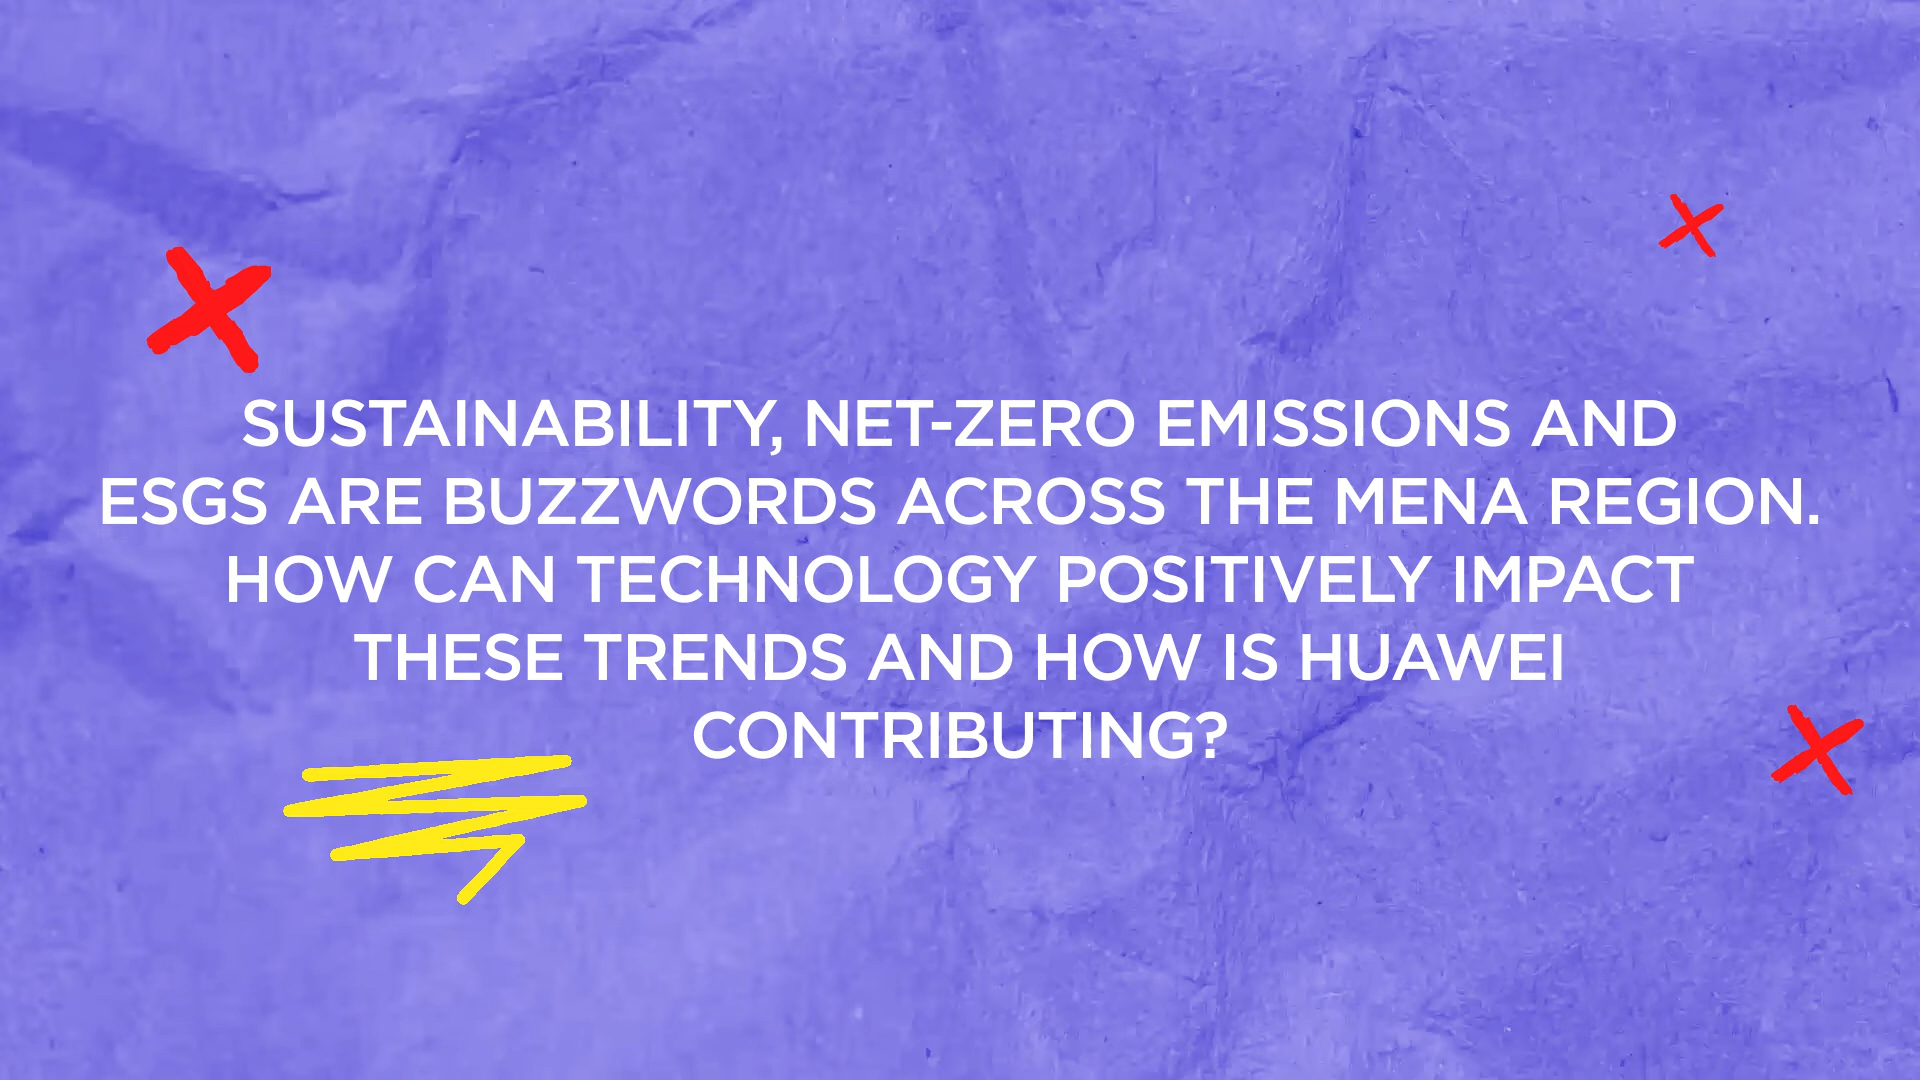 SUSTAINABILITY, NET-ZERO EMISSIONS AND
ESGS ARE BUZZWORDS ACROSS THE MENA REGION.
HOW CAN TECHNOLOGY POSITIVELY IMPACT
THESE TRENDS AND HOW IS HUAWEI
CONTRIBUTING?